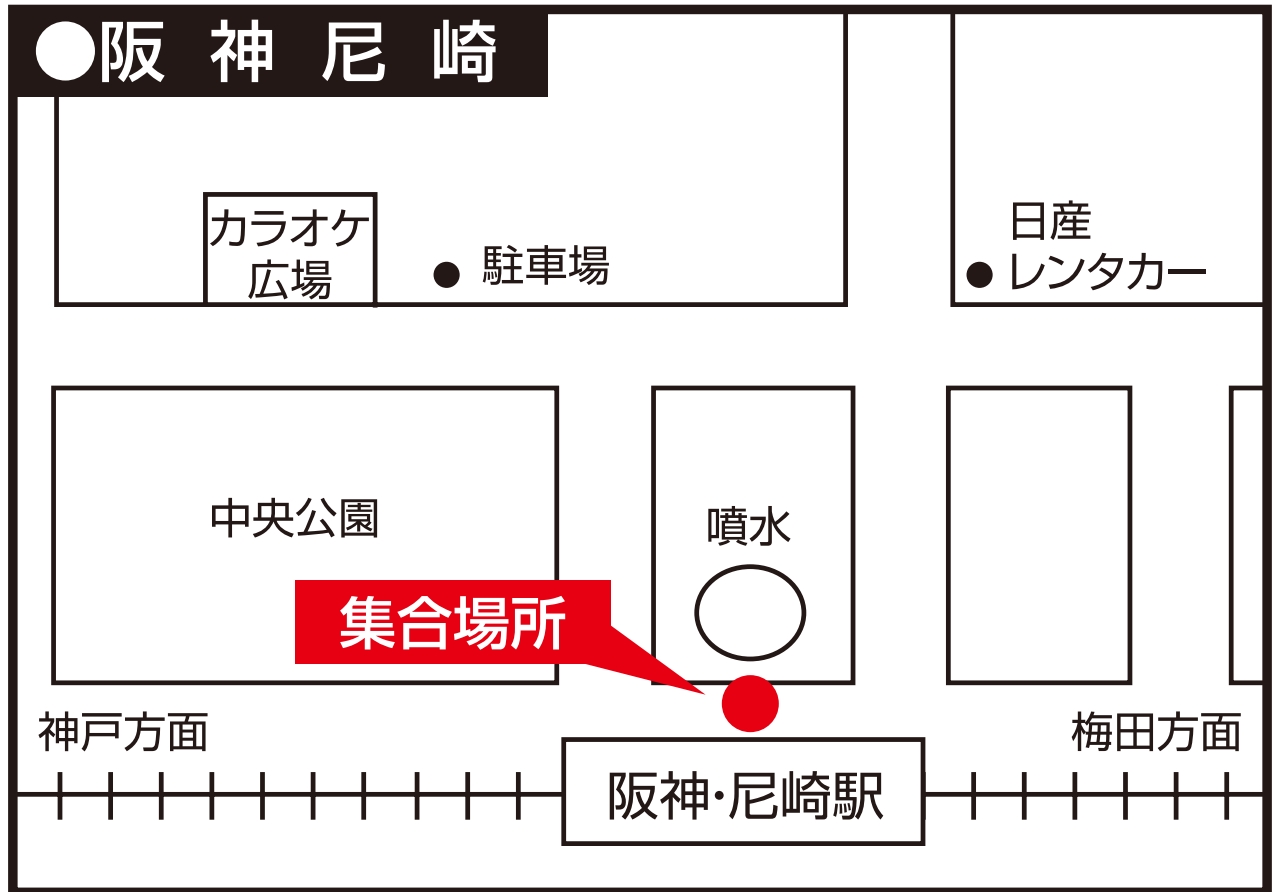 ●阪神尼崎
カラオケ
広場
● 駐車場
日産
● レンタカー
中央公園
噴水
集合場所
神戸方面
梅田方面
阪神・尼崎駅